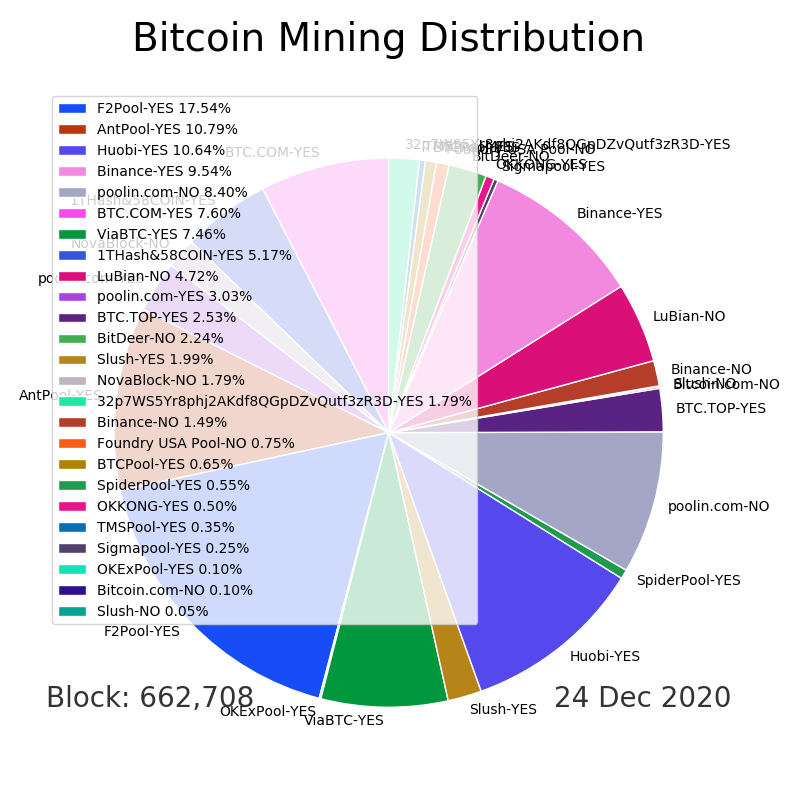 Bitcoin Mining Distribution
F2Pool-YES 17.54%
AntPool-YES 10.79%
Huobi-YES 10.64%
Binance-YES 9.54%
poolin.com-NO 8.40%
BTC.COM-YES 7.60%
ViaBTC-YES 7.46%
1THash&58COIN-YES 5.17%
LuBian-NO 4.72%
poolin.com-YES 3.03%
BTC.TOP-YES 2.53%
BitDeer-NO 2.24%
Slush-YES 1.99%
NovaBlock-NO 1.79%
32p7WS5Yr8phj2AKdf8QGpDZvQutf3zR3D-YES 1.79%
Binance-NO 1.49%
Foundry USA Pool-NO 0.75%
BTCPool-YES 0.65%
SpiderPool-YES 0.55%
OKKONG-YES 0.50%
TMSPool-YES 0.35%
Sigmapool-YES 0.25%
OKExPool-YES 0.10%
Bitcoin.com-NO 0.10%
Slush-NO 0.05%
BTC.COM-YES
1THash&58COIN-YES
NovaBlock-NO
AntPool-YES
F2Pool-YES
OKExPool-YES
ViaBTC-YES
Slush-YES
Huobi-YES
SpiderPool-YES
poolin.com-NO
BTC.TOP-YES
Bitcoin.com-NO
Slush-NO
Binance-NO
LuBian-NO
Binance-YES
Sigmapool-YES
OKKONG-YES
BitDeer-NO
32p7WS5Yr8phj2AKdf8QGpDZvQutf3zR3D-YES
Block: 662,708
24 Dec 2020